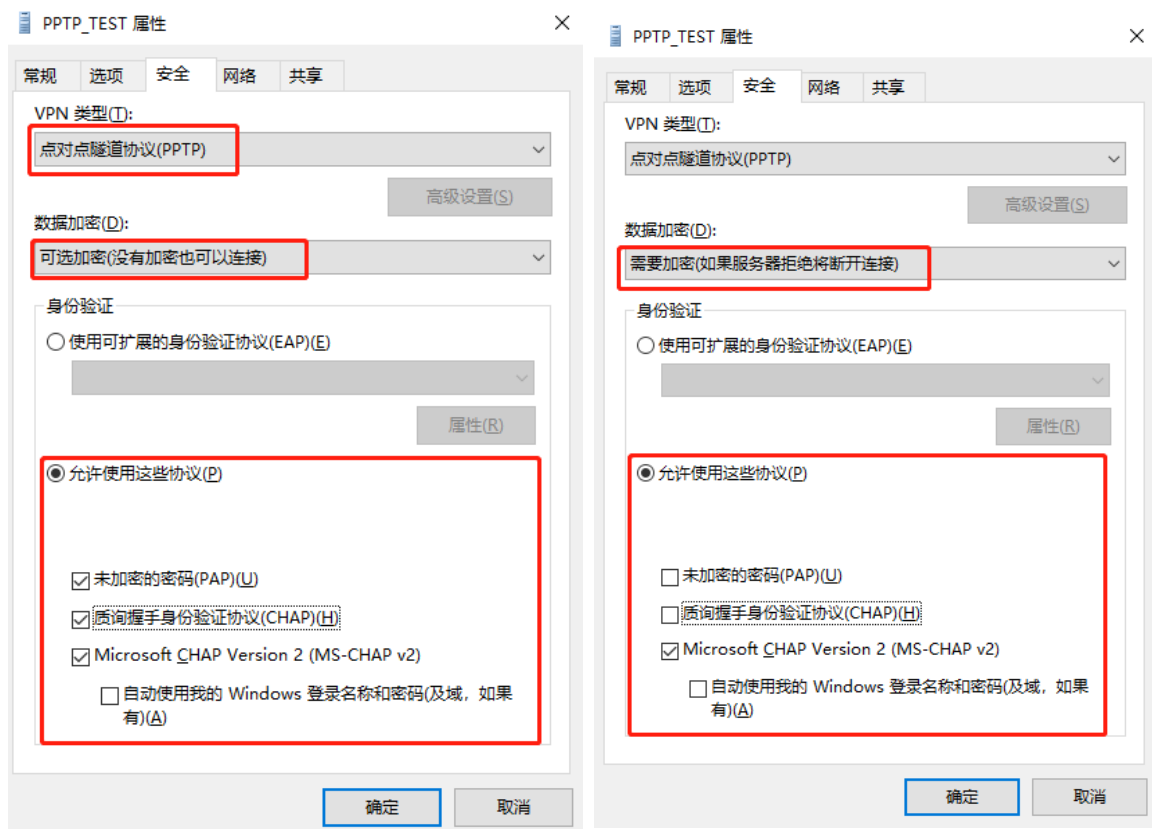 PPTP_TEST 属性
常规 选项 安全 网络 共享
VPN 类型(T):
点对点隧道协议(PPTP)
高级设置(S)
数据加密(D):
可选加密(没有加密也可以连接)
身份验证
使用可扩展的身份验证协议(EAP)(E)
属性(R)
允许使用这些协议(P)
未加密的密码(PAP)(U)
质询握手身份验证协议(CHAP)(H)
Microsoft CHAP Version 2 (MS-CHAP v2)
自动使用我的 Windows 登录名称和密码(及域，如果
有)(A)
确定 取消
PPTP_TEST 属性
常规 选项 安全 网络 共享
VPN 类型(T):
点对点隧道协议(PPTP)
高级设置(S)
数据加密(D):
需要加密(如果服务器拒绝将断开连接)
身份验证
使用可扩展的身份验证协议(EAP)(E)
属性(R)
允许使用这些协议(P)
未加密的密码(PAP)(U)
质询握手身份验证协议(CHAP)(H)
Microsoft CHAP Version 2 (MS-CHAP v2)
自动使用我的 Windows 登录名称和密码(及域，如果
有)(A)
确定 取消